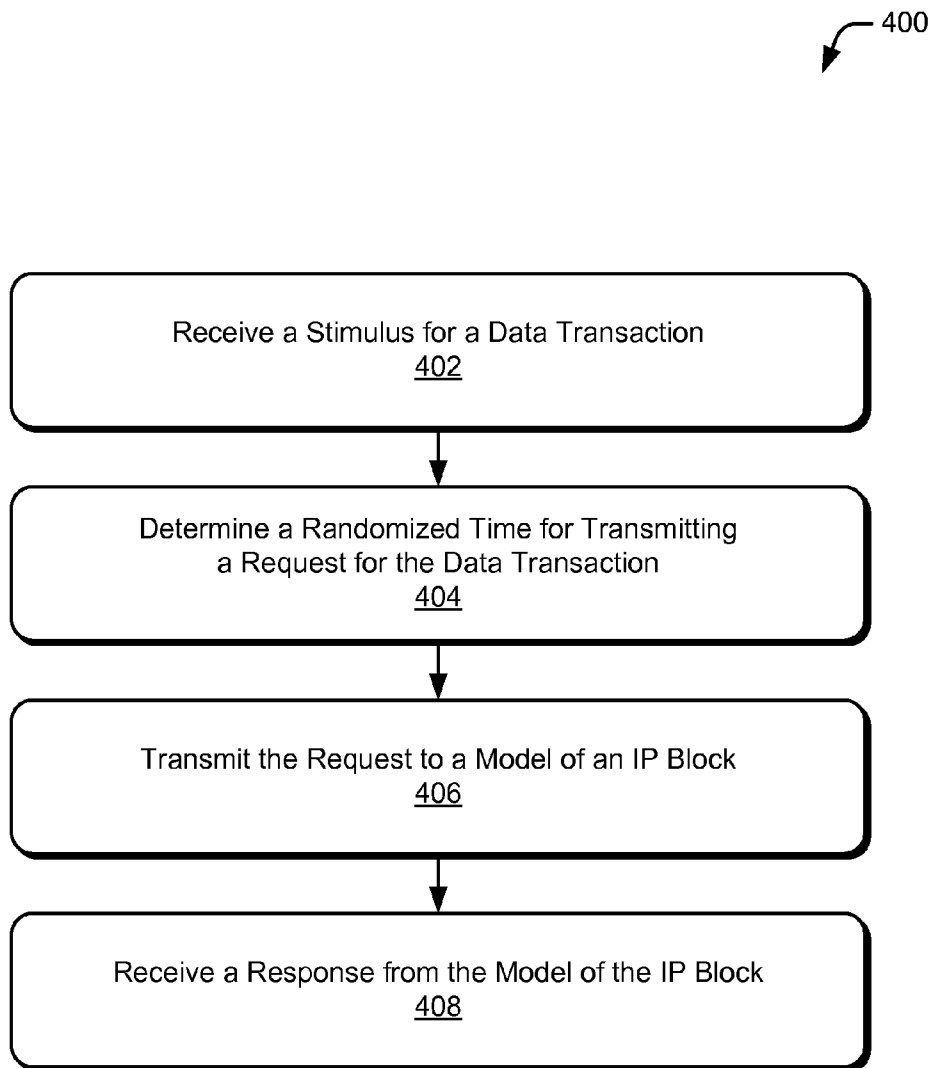 400
Receive a Stimulus for a Data Transaction
402
Determine a Randomized Time for Transmitting
a Request for the Data Transaction
404
Transmit the Request to a Model of an IP Block
406
Receive a Response from the Model of the IP Block
408